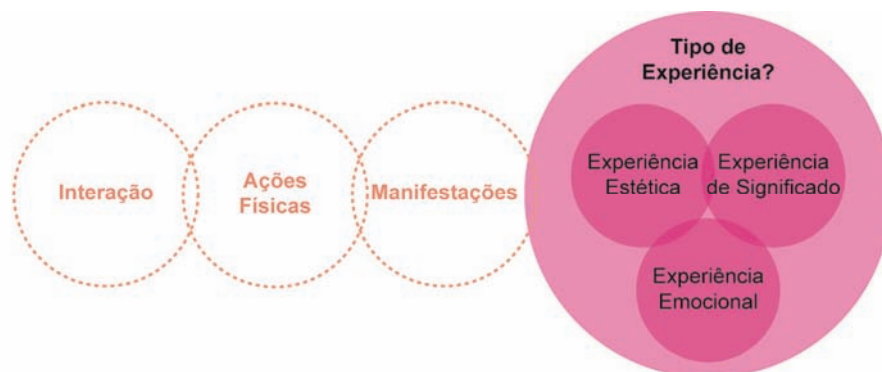 Interação
Ações
Físicas
Manifestações
Tipo de
Experiência?
Experiência
Estética
Experiência
de Significado
Experiência
Emocional